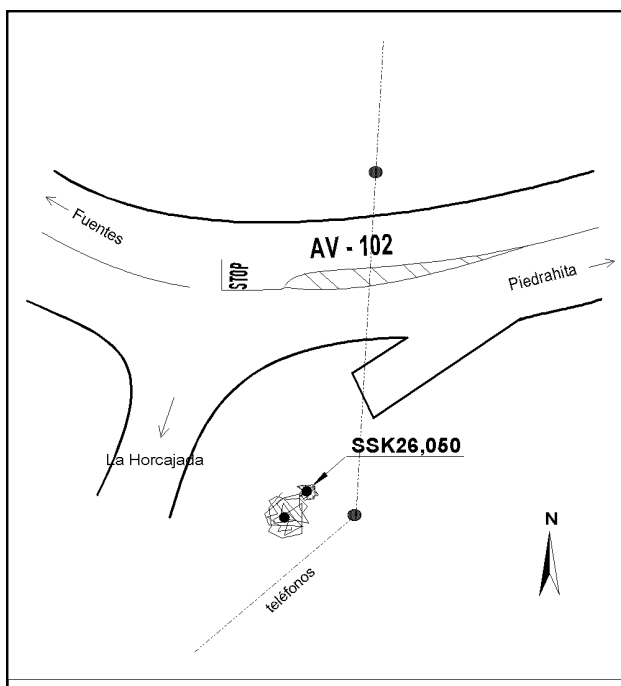 Fuentes
AV - 102
STOP
Piedrahita
La Horcajada
SSK26,050
N
teléfonos